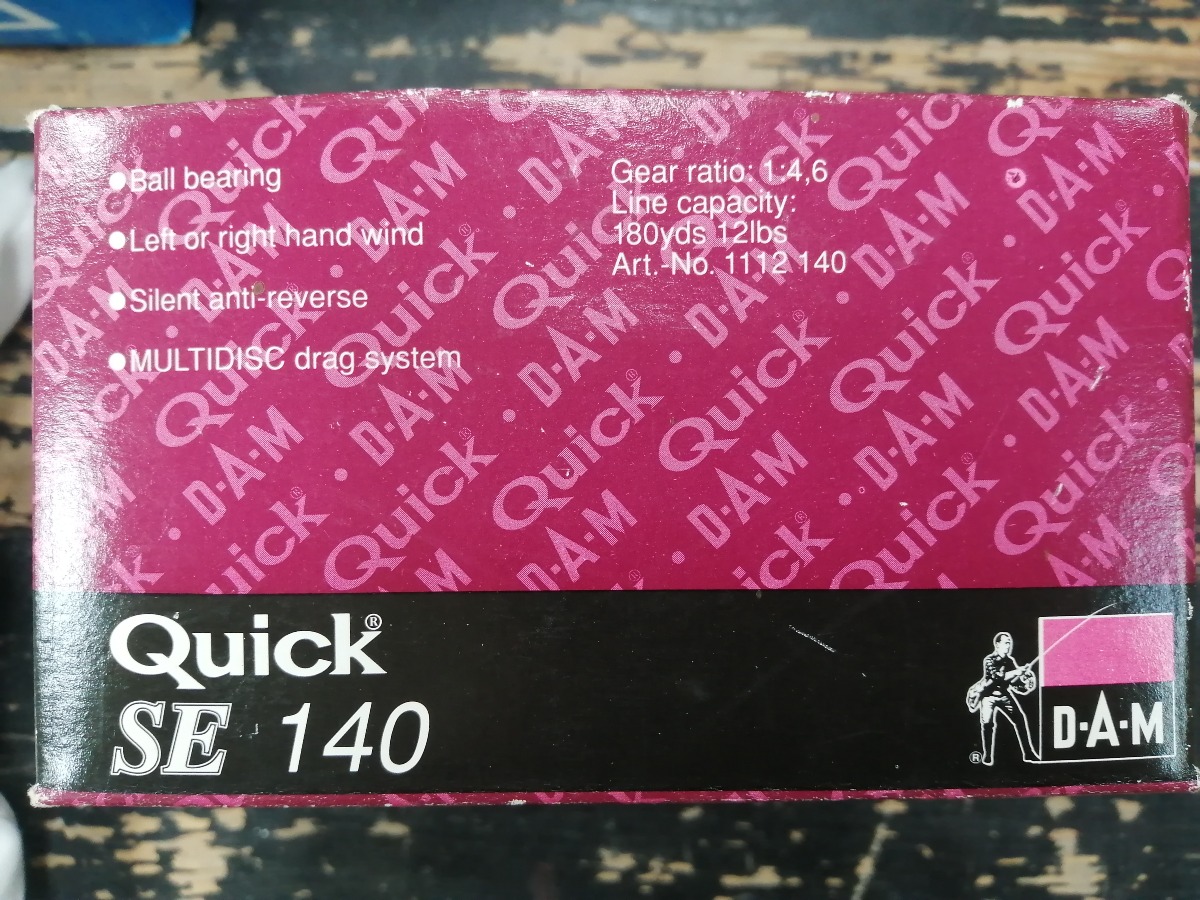 ●Ball bearing
●Left or right hand wind
●Silent anti-reverse
●MULTIDISC drag system
Gear ratio: 1:4,6
Line capacity:
180yds 12lbs
Art.-No. 1112 140
Quick®
SE 140
D·A·M
®